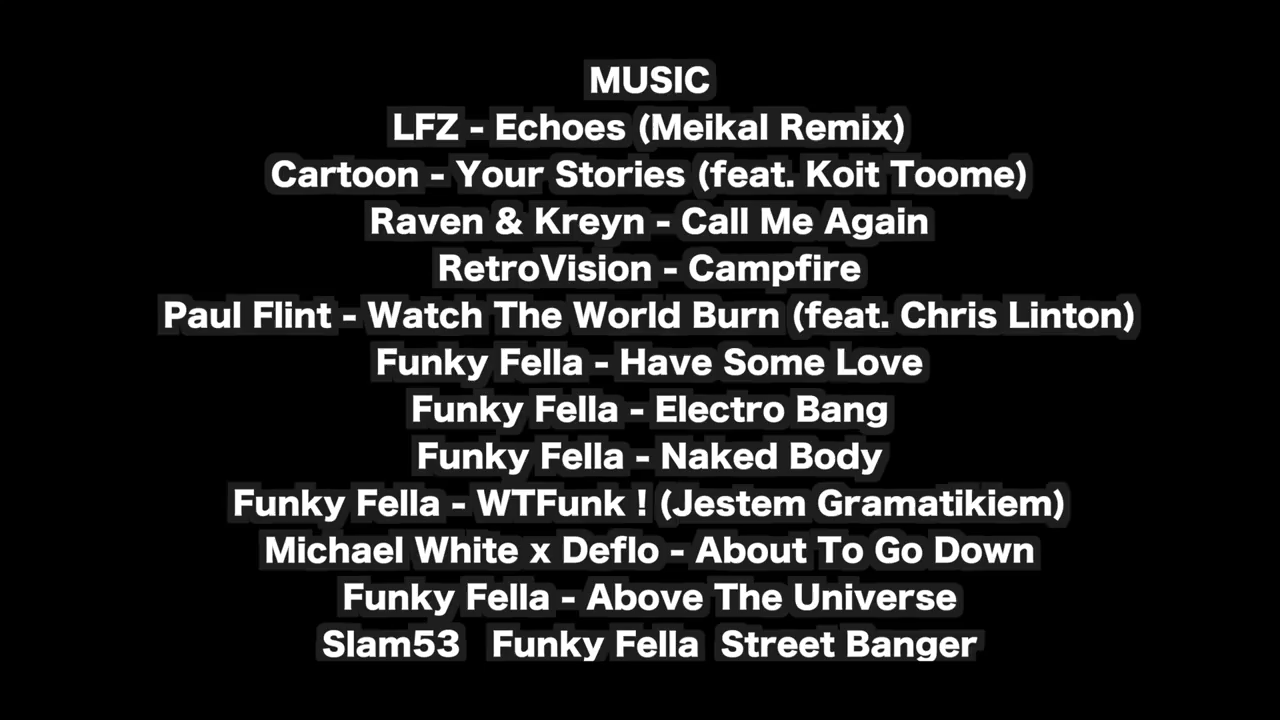 MUSIC
LFZ - Echoes (Meikal Remix)
Cartoon - Your Stories (feat. Koit Toome)
Raven & Kreyn - Call Me Again
RetroVision - Campfire
Paul Flint - Watch The World Burn (feat. Chris Linton)
Funky Fella - Have Some Love
Funky Fella - Electro Bang
Funky Fella - Naked Body
Funky Fella - WTFunk ! (Jestem Gramatikiem)
Michael White x Deflo - About To Go Down
Funky Fella - Above The Universe
Slam53 Funky Fella Street Banger